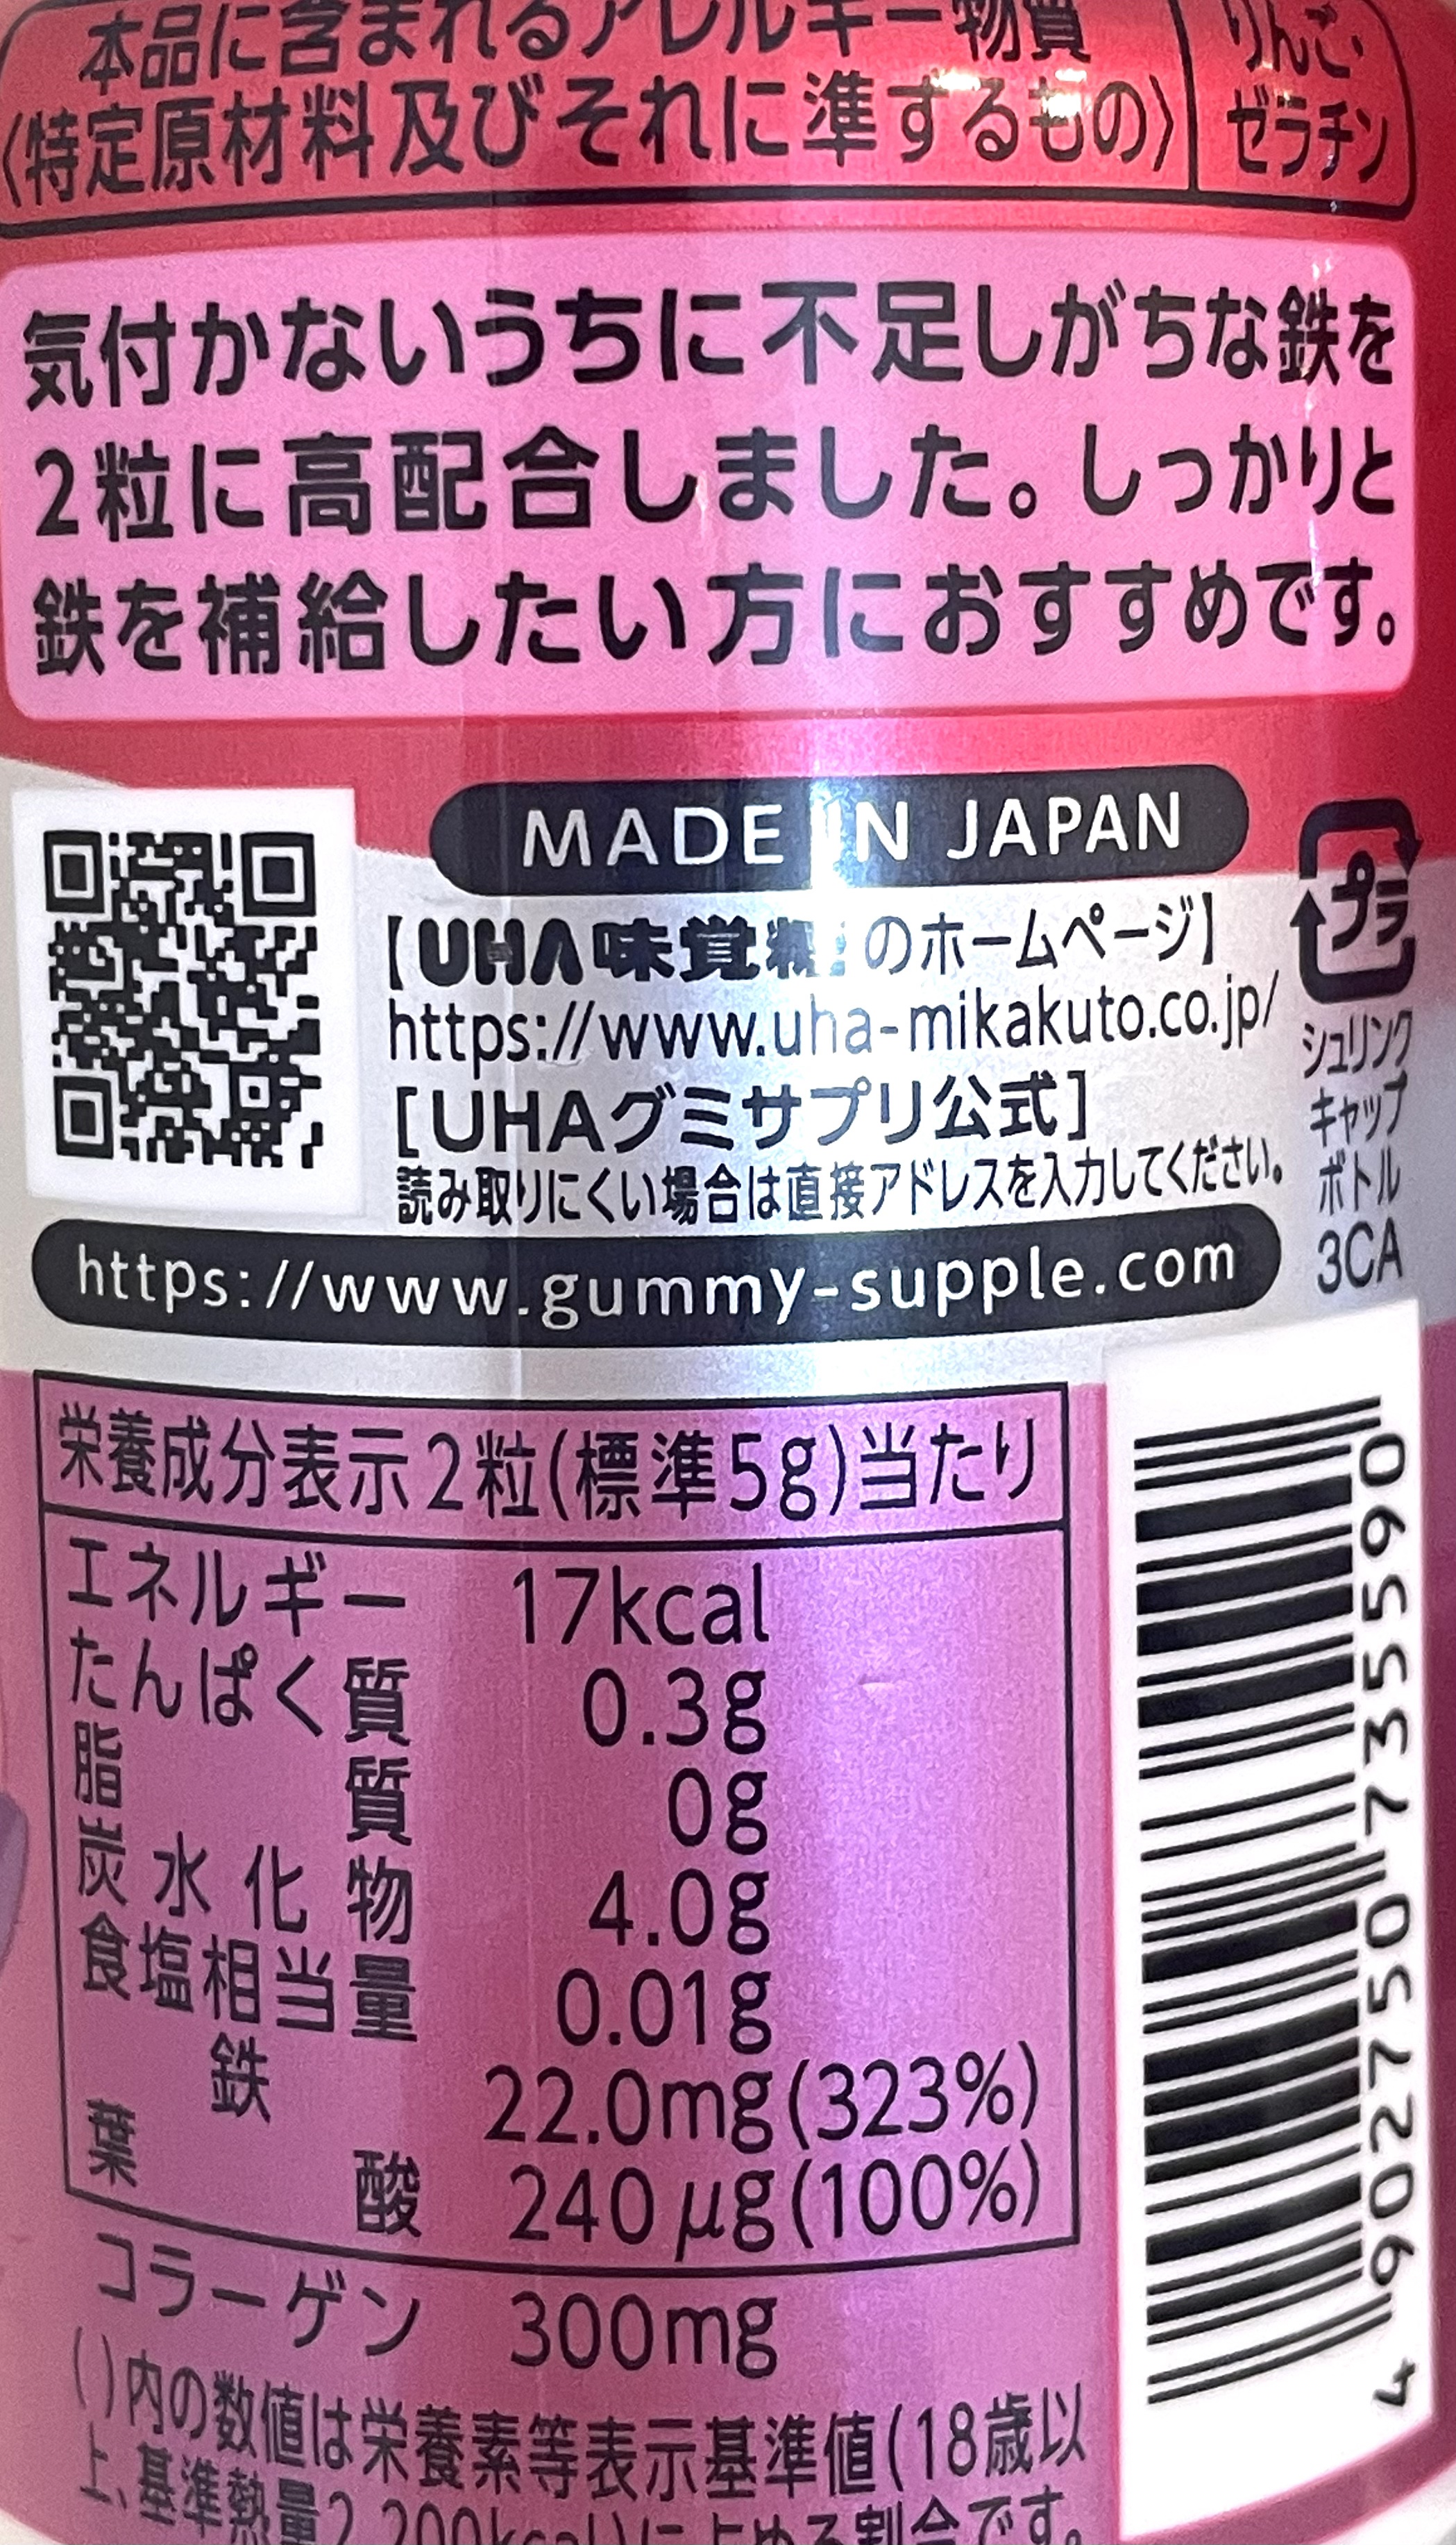 本品に含まれるアレルギー物質
〈特定原材料及びそれに準ずるもの〉
りんご・
ゼラチン
気付かないうちに不足しがちな鉄を
2粒に高配合しました。しっかりと
鉄を補給したい方におすすめです。
MADE IN JAPAN
【UHA味覚糖のホームページ】
https://www.uha-mikakuto.co.jp/
[UHAグミサプリ公式]
読み取りにくい場合は直接アドレスを入力してください。
https://www.gummy-supple.com
プラ
シュリンク
キャップ
ボトル
3CA
栄養成分表示2粒(標準5g)当たり
エネルギー 17kcal
たんぱく質 0.3g
脂質 0g
炭水化物 4.0g
食塩相当量 0.01g
鉄 22.0mg(323%)
葉酸 240μg(100%)
コラーゲン 300mg
( )内の数値は栄養素等表示基準値(18歳以
上、基準熱量2,200kcal)に占める割合です。
4 902750 735590